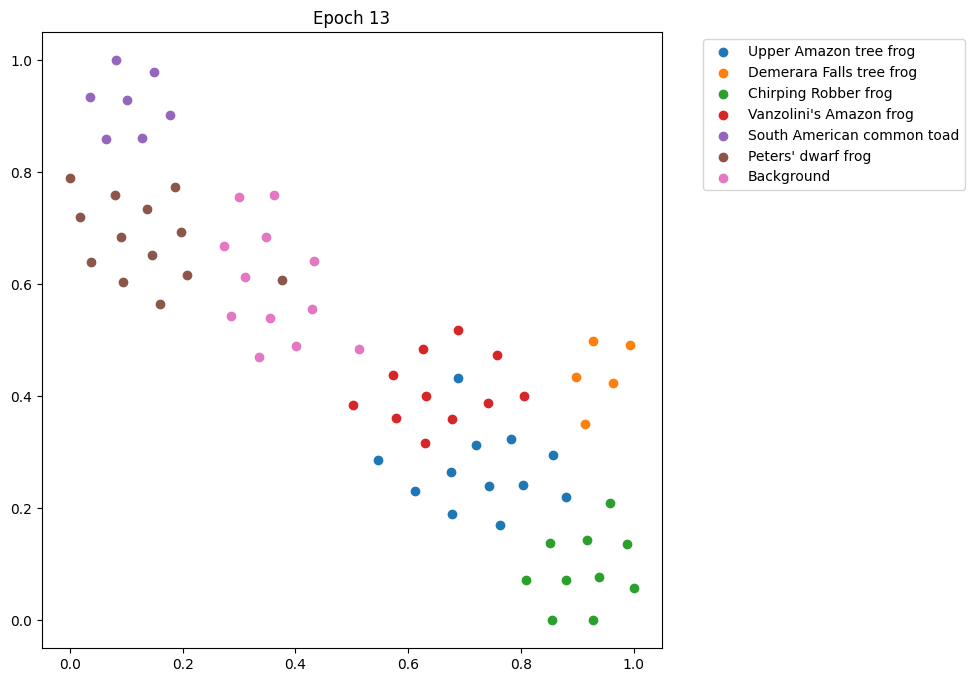 Epoch 13
1.0
0.8
0.6
0.4
0.2
0.0
0.0 0.2 0.4 0.6 0.8 1.0
Upper Amazon tree frog
Demerara Falls tree frog
Chirping Robber frog
Vanzolini's Amazon frog
South American common toad
Peters' dwarf frog
Background